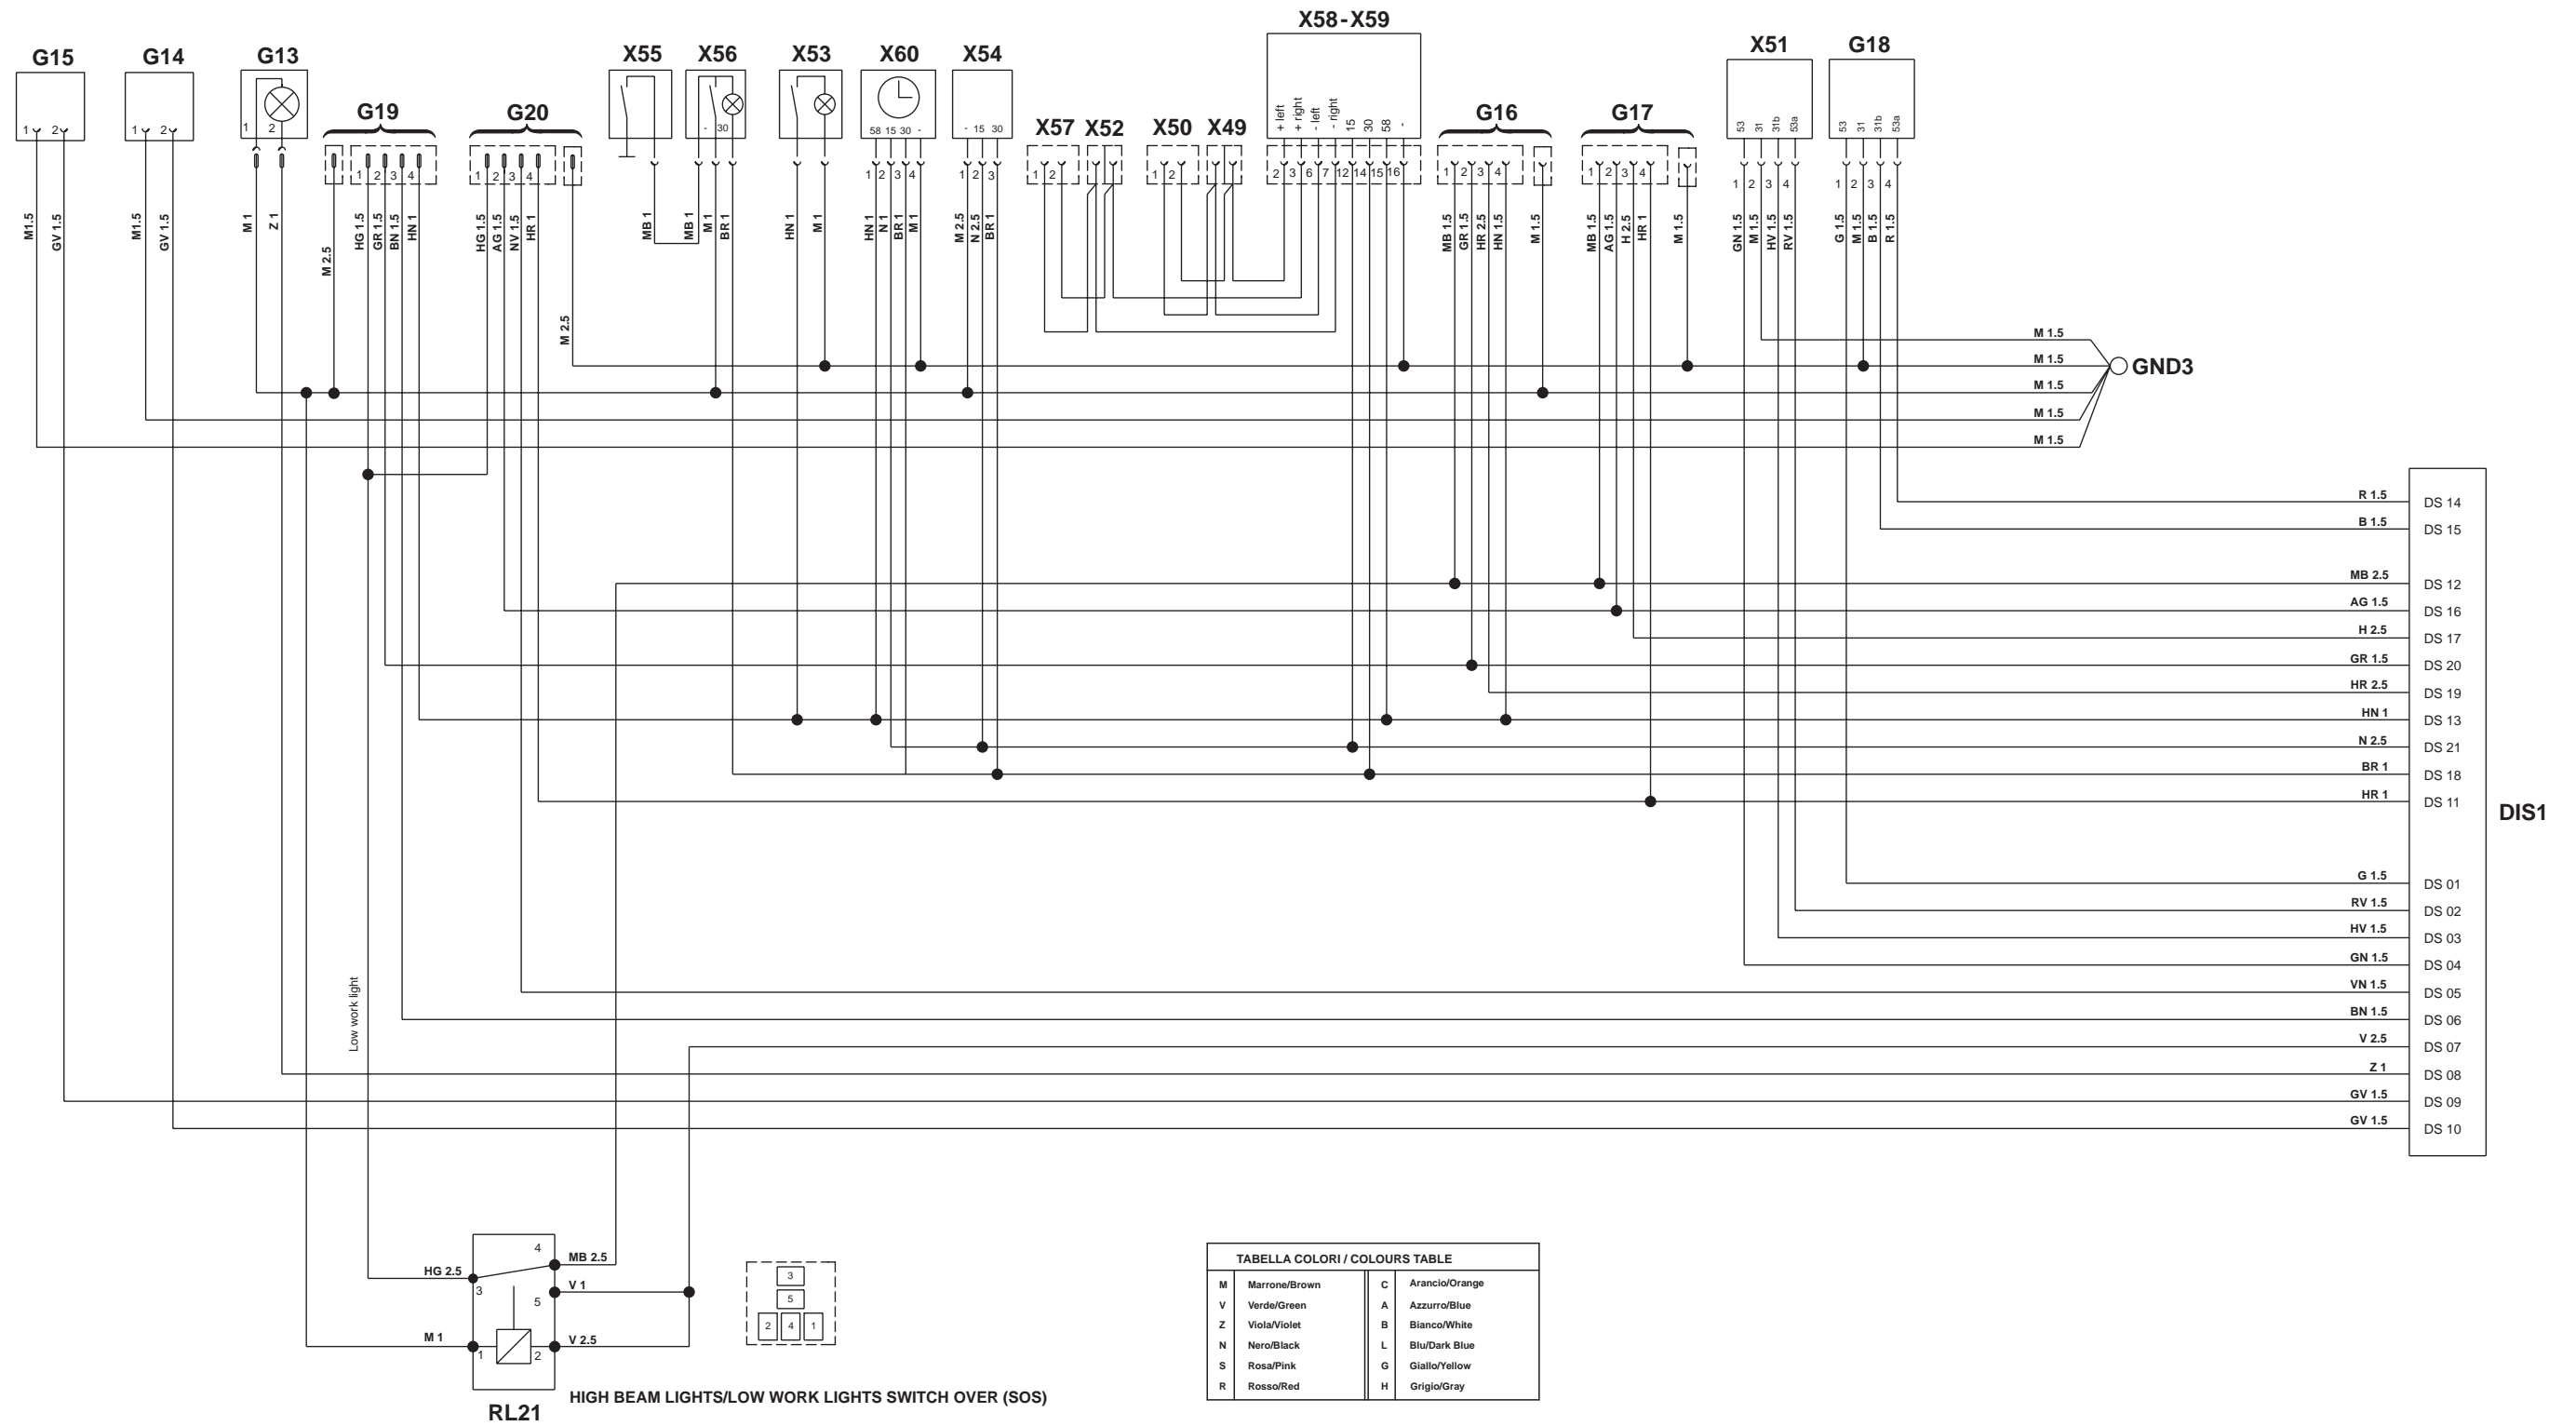 X58-X59
G15
G14
G13
X55
X56
X53
X60
X54
X51
G18
G19
G20
X57
X52
X50
X49
G16
G17
1 2
1 2
1 2
- 30
58 15 30 -
- 15 30
+ left
+ right
- left
- right
15
30
58
-
53
31
31b
53a
53
31
31b
53a
1 2 3 4
1 2 3 4
1 2 3 4
1 2 3
1 2
1 2
2 3 6 7 12 14 15 16
1 2 3 4
1 2 3 4
1 2 3 4
1 2 3 4
M1.5
GV 1.5
M1.5
GV 1.5
M 1
Z 1
M 2.5
HG 1.5
GR 1.5
BN 1.5
HN 1
HG 1.5
AG 1.5
NV 1.5
HR 1
M 2.5
MB 1
MB 1
M 1
BR 1
HN 1
M 1
HN 1
N 1
BR 1
M 1
M 2.5
N 2.5
BR 1
MB 1.5
GR 1.5
HR 2.5
HN 1.5
M 1.5
MB 1.5
AG 1.5
H 2.5
HR 1
M 1.5
GN 1.5
M 1.5
HV 1.5
RV 1.5
G 1.5
M 1.5
B 1.5
R 1.5
M 1.5
M 1.5
M 1.5
M 1.5
M 1.5
GND3
R 1.5 DS 14
B 1.5 DS 15
MB 2.5 DS 12
AG 1.5 DS 16
H 2.5 DS 17
GR 1.5 DS 20
HR 2.5 DS 19
HN 1 DS 13
N 2.5 DS 21
BR 1 DS 18
HR 1 DS 11
DIS1
G 1.5 DS 01
RV 1.5 DS 02
HV 1.5 DS 03
GN 1.5 DS 04
VN 1.5 DS 05
BN 1.5 DS 06
V 2.5 DS 07
Z 1 DS 08
GV 1.5 DS 09
GV 1.5 DS 10
Low work light
4
MB 2.5
HG 2.5
3
V 1
5
M 1
1
2
V 2.5
3
5
2 4 1
HIGH BEAM LIGHTS/LOW WORK LIGHTS SWITCH OVER (SOS)
RL21
TABELLA COLORI / COLOURS TABLE
M Marrone/Brown C Arancio/Orange
V Verde/Green A Azzurro/Blue
Z Viola/Violet B Bianco/White
N Nero/Black L Blu/Dark Blue
S Rosa/Pink G Giallo/Yellow
R Rosso/Red H Grigio/Gray